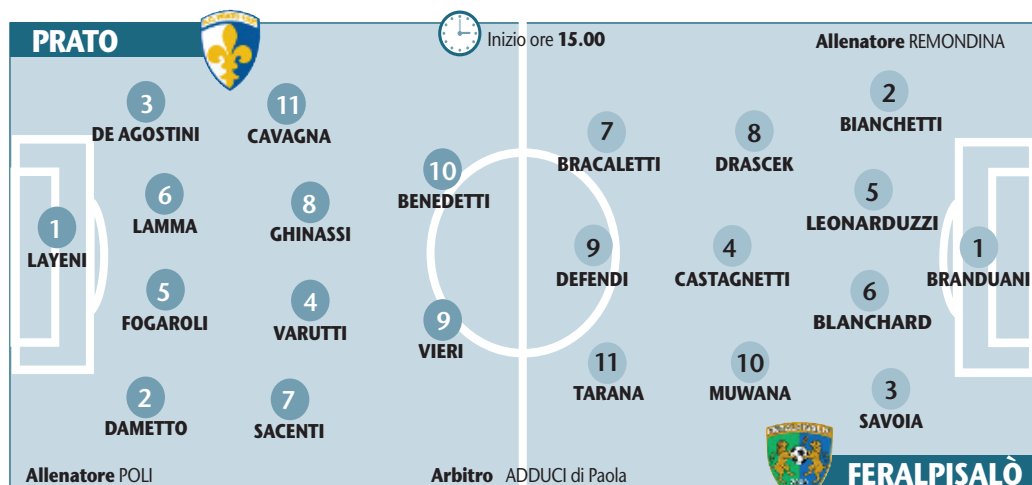 PRATO
Inizio ore 15.00
Allenatore REMONDINA
3
DE AGOSTINI
11
CAVAGNA
6
LAMMA
8
GHINASSI
10
BENEDETTI
1
LAYENI
5
FOGAROLI
4
VARUTTI
9
VIERI
2
DAMETTO
7
SACENTI
Allenatore POLI
7
BRACALETTI
8
DRASCEK
2
BIANCHETTI
5
LEONARDUZZI
9
DEFENDI
4
CASTAGNETTI
1
BRANDUANI
6
BLANCHARD
11
TARANA
10
MUWANA
3
SAVOIA
Arbitro ADDUCI di Paola
FERALPISALÒ